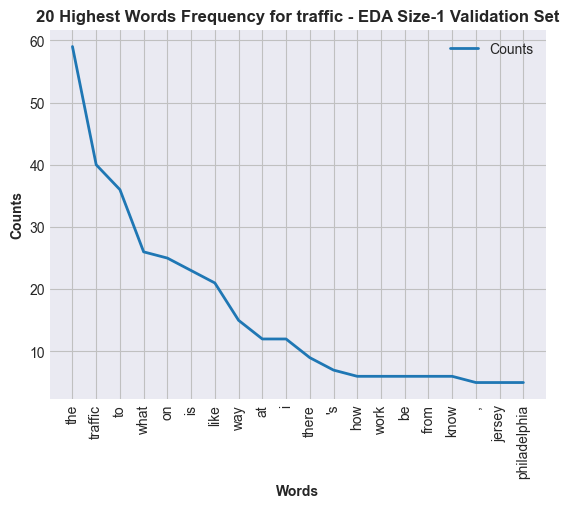 20 Highest Words Frequency for traffic - EDA Size-1 Validation Set
Counts
60
50
40
30
20
10
Counts
the
traffic
to
what
on
is
like
way
at
i
there
's
how
work
be
from
know
,
jersey
philadelphia
Words